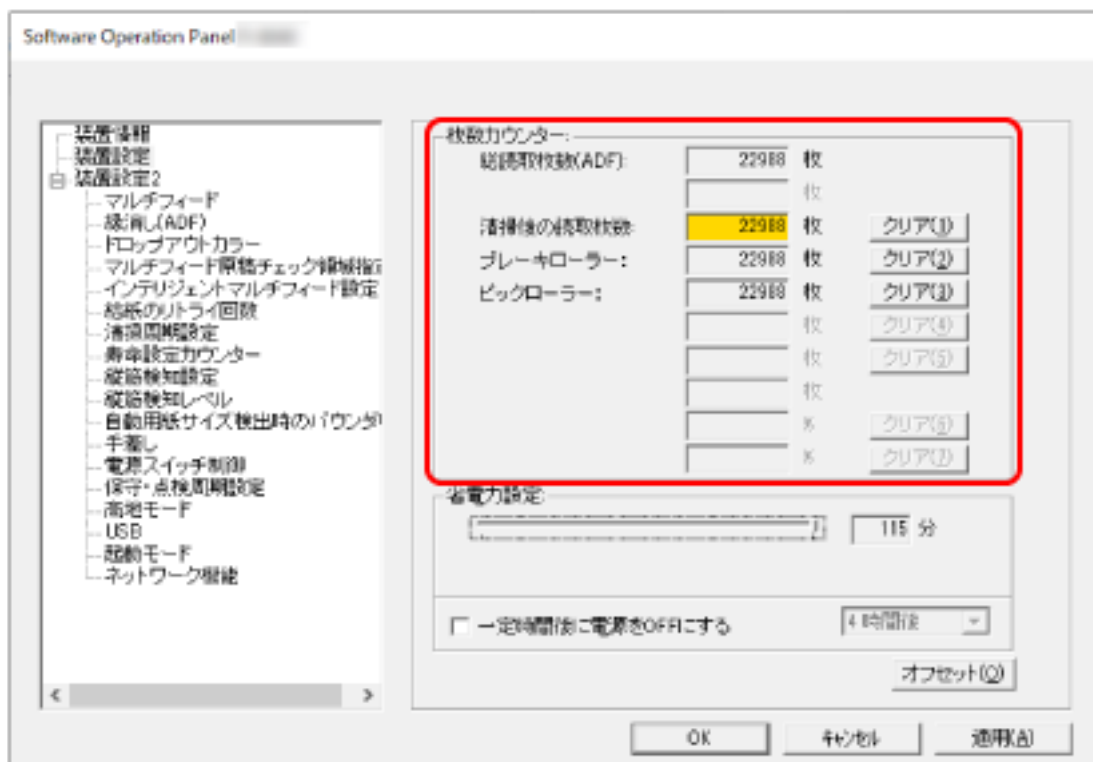 Software Operation Panel
装置情報
装置設定
装置設定2
マルチフィード
縁消し(ADF)
ドロップアウトカラー
マルチフィード原稿チェック領域指定
インテリジェントマルチフィード設定
給紙のリトライ回数
清掃周期設定
寿命設定カウンター
縦筋検知設定
縦筋検知レベル
自動用紙サイズ検出時のバウンダ
手差し
電源スイッチ制御
保守・点検周期設定
高地モード
USB
起動モード
ネットワーク機能
枚数カウンター:
総読取枚数(ADF): 22988 枚
枚
清掃後の読取枚数: 22988 枚 クリア(1)
ブレーキローラー: 22988 枚 クリア(2)
ピックローラー: 22988 枚 クリア(3)
枚 クリア(4)
枚 クリア(5)
枚
% クリア(6)
% クリア(7)
省電力設定:
115 分
一定時間後に電源をOFFにする 4 時間後
オフセット(O)
OK キャンセル 適用(A)